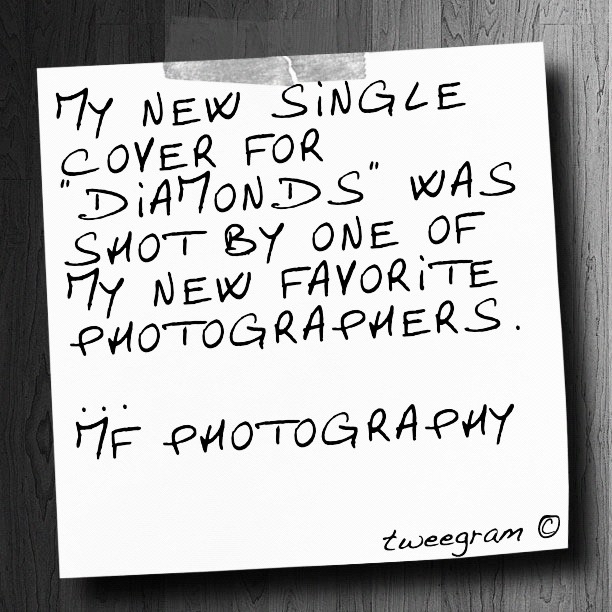 MY NEW SINGLE
COVER FOR
"DIAMONDS" WAS
SHOT BY ONE OF
MY NEW FAVORITE
PHOTOGRAPHERS.
...
MF PHOTOGRAPHY
tweegram ©